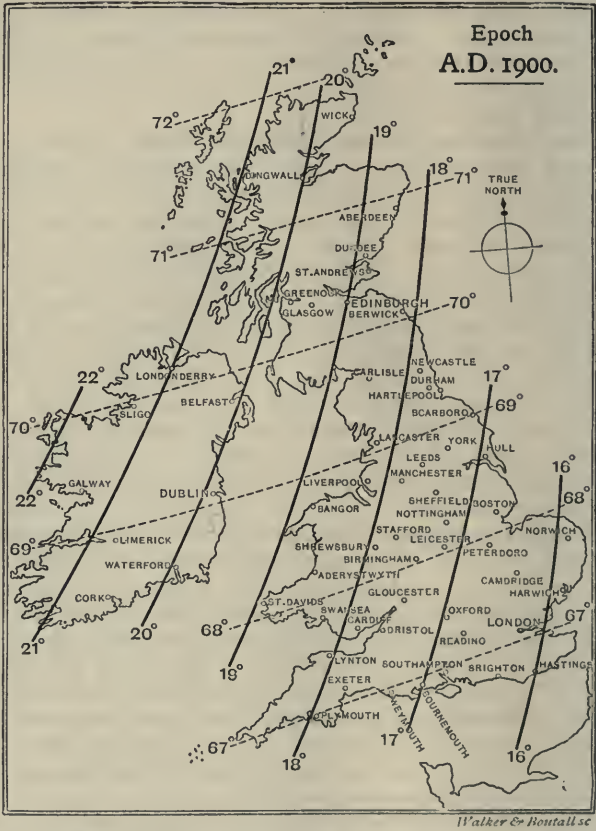 Epoch
A.D. 1900.
21°
20°
72°
WICK
19°
DINGWALL
18°
71°
TRUE
NORTH
ABERDEEN
71°
DUNDEE
ST. ANDREWS
GREENOCK
EDINBURGH
70°
GLASGOW
BERWICK
NEWCASTLE
LONDONDERRY
CARLISLE
22°
DURHAM
17°
HARTLEPOOL
BELFAST
69°
SLIGO
SCARBORO
70°
LANCASTER
YORK
HULL
LEEDS
16°
MANCHESTER
GALWAY
LIVERPOOL
DUBLIN
SHEFFIELD
BOSTON
68°
22°
BANGOR
NOTTINGHAM
STAFFORD
NORWICH
LIMERICK
SHREWSBURY
LEICESTER
69°
PETERBORO
BIRMINGHAM
WATERFORD
ABERYSTWYTH
CAMBRIDGE
HARWICH
CORK
GLOUCESTER
ST. DAVIDS
SWANSEA
OXFORD
67°
CARDIFF
LONDON
68°
BRISTOL
20°
READING
21°
LYNTON
SOUTHAMPTON
BRIGHTON
HASTINGS
19°
EXETER
PLYMOUTH
WEYMOUTH
BOURNEMOUTH
67°
17°
16°
18°
Walker & Boutall sc